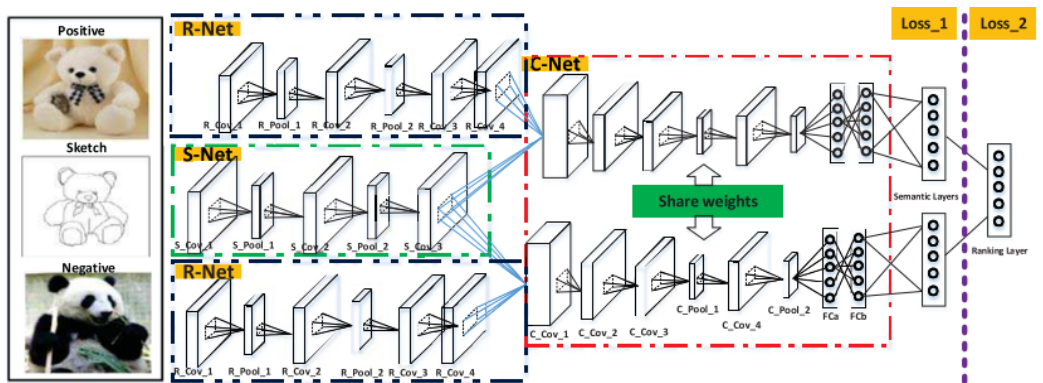 Positive
Sketch
Negative
R-Net
R_Cov_1 R_Pool_1 R_Cov_2 R_Pool_2 R_Cov_3 R_Cov_4
S-Net
S_Cov_1 S_Pool_1 S_Cov_2 S_Pool_2 S_Cov_3
R-Net
R_Cov_1 R_Pool_1 R_Cov_2 R_Pool_2 R_Cov_3 R_Cov_4
C-Net
Share weights
C_Cov_1 C_Cov_2 C_Cov_3 C_Pool_1 C_Cov_4 C_Pool_2 FCa FCb
Loss_1 Loss_2
Semantic Layers
Ranking Layer